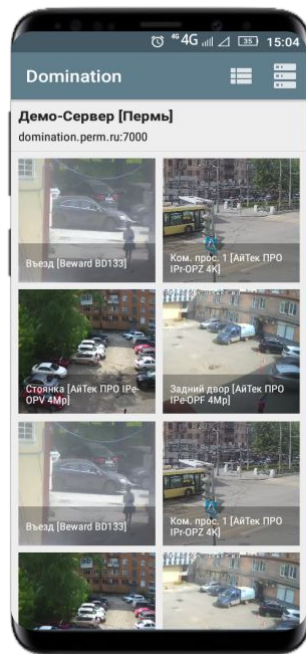 4G 4G 35 15:04
Domination
Демо-Сервер [Пермь]
domination.perm.ru:7000
Въезд [Beward BD133]
Ком. прос. 1 [АйТек ПРО
IPr-OPZ 4K]
Стоянка [АйТек ПРО IPe-
OPV 4Mp]
Задний двор [АйТек ПРО
IPe-OPF 4Mp]
Въезд [Beward BD133]
Ком. прос. 1 [АйТек ПРО
IPr-OPZ 4K]